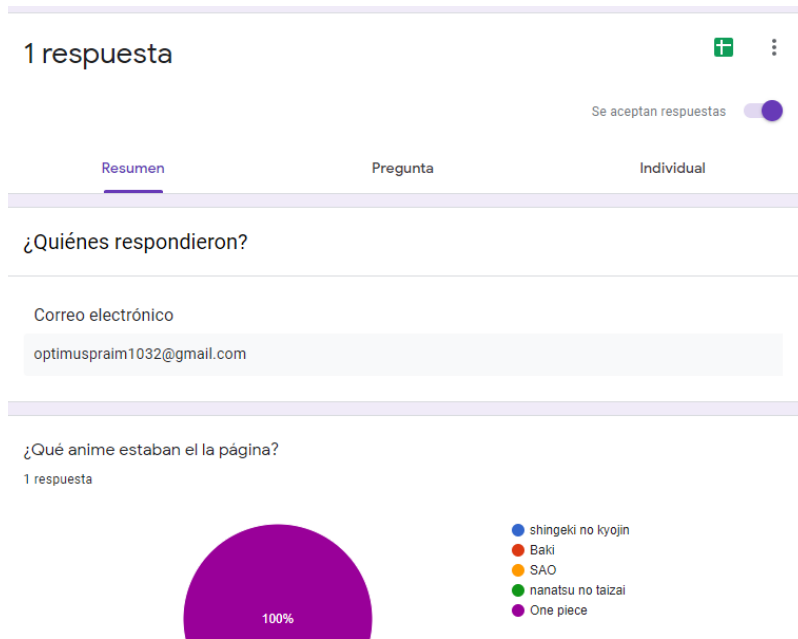 1 respuesta
Se aceptan respuestas
Resumen
Pregunta
Individual
¿Quiénes respondieron?
Correo electrónico
optimuspraim1032@gmail.com
¿Qué anime estaban el la página?
1 respuesta
shingeki no kyojin
Baki
SAO
nanatsu no taizai
One piece
100%